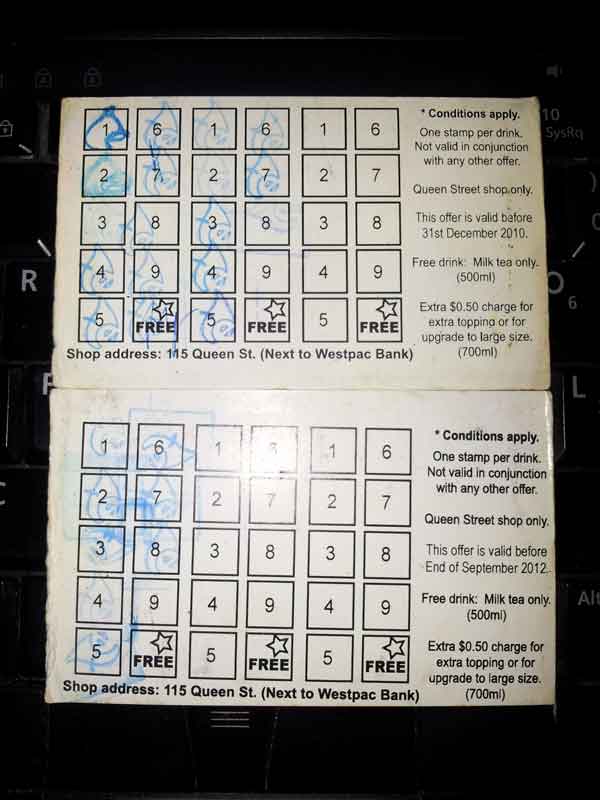 10
SysRq
R
O
6
F
L
C
Alt
1 6 1 6 1 6
2 7 2 7 2 7
3 8 3 8 3 8
4 9 4 9 4 9
5 FREE 5 FREE 5 FREE
Shop address: 115 Queen St. (Next to Westpac Bank)
* Conditions apply.
One stamp per drink.
Not valid in conjunction
with any other offer.
Queen Street shop only.
This offer is valid before
31st December 2010.
Free drink: Milk tea only.
(500ml)
Extra $0.50 charge for
extra topping or for
upgrade to large size.
(700ml)
1 6 1 6 1 6
2 7 2 7 2 7
3 8 3 8 3 8
4 9 4 9 4 9
5 FREE 5 FREE 5 FREE
Shop address: 115 Queen St. (Next to Westpac Bank)
* Conditions apply.
One stamp per drink.
Not valid in conjunction
with any other offer.
Queen Street shop only.
This offer is valid before
End of September 2012.
Free drink: Milk tea only.
(500ml)
Extra $0.50 charge for
extra topping or for
upgrade to large size.
(700ml)